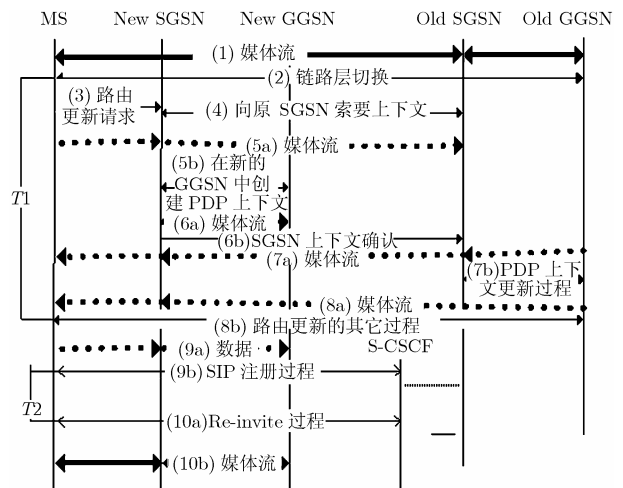 MS New SGSN New GGSN Old SGSN Old GGSN
(1) 媒体流
(2) 链路层切换
(3) 路由
更新请求
(4) 向原 SGSN 索要上下文
(5a) 媒体流
(5b) 在新的
GGSN 中创
建 PDP 上下文
T1
(6a) 媒体流
(6b)SGSN 上下文确认
(7a) 媒体流
(7b)PDP 上下
文更新过程
(8a) 媒体流
(8b) 路由更新的其它过程
(9a) 数据
S-CSCF
(9b)SIP 注册过程
T2
(10a)Re-invite 过程
(10b) 媒体流